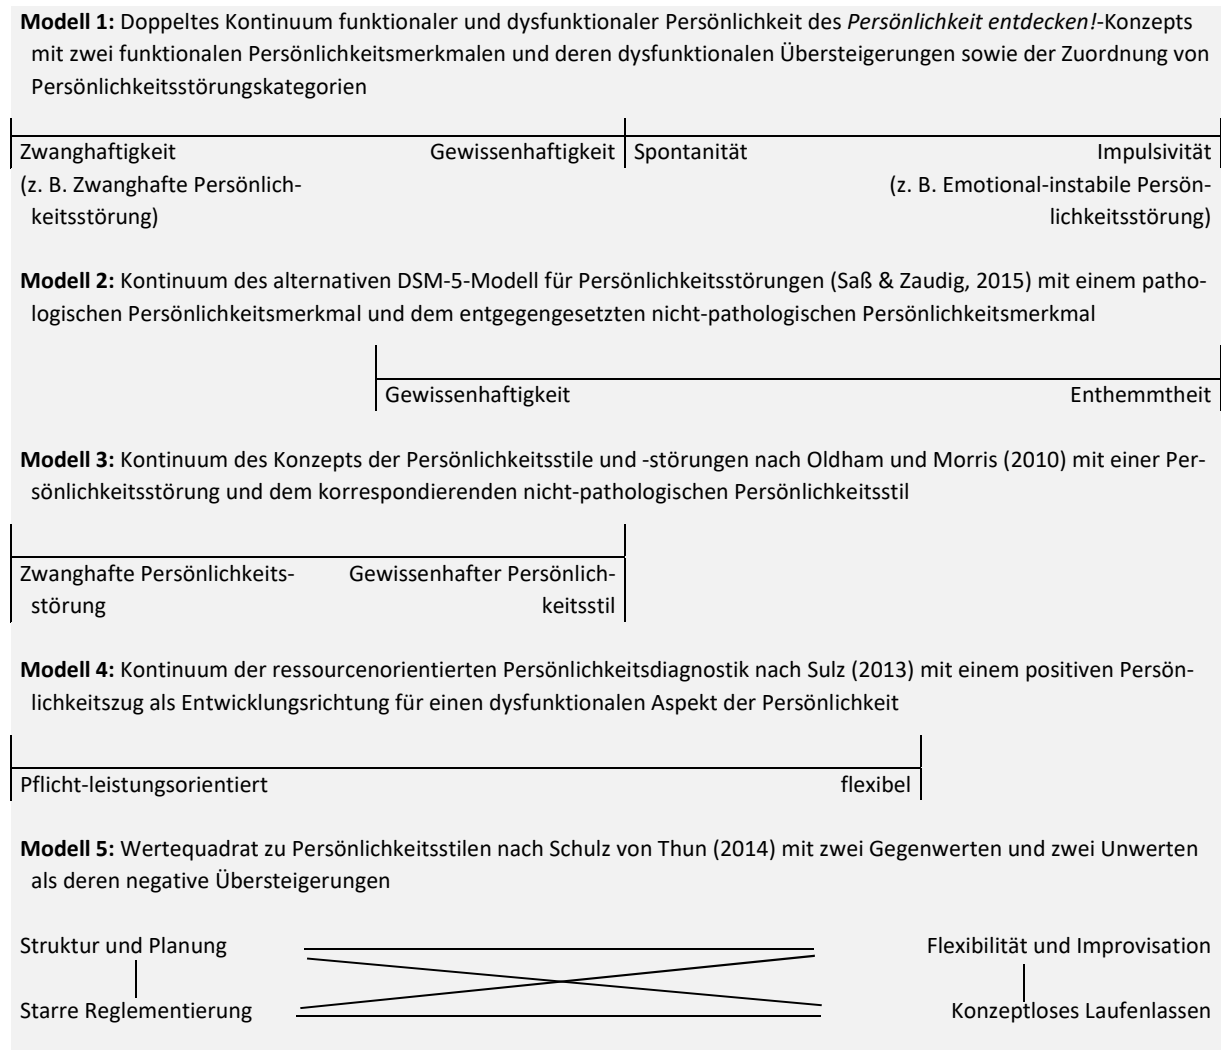 Modell 1: Doppeltes Kontinuum funktionaler und dysfunktionaler Persönlichkeit des Persönlichkeit entdecken!-Konzepts
mit zwei funktionalen Persönlichkeitsmerkmalen und deren dysfunktionalen Übersteigerungen sowie der Zuordnung von
Persönlichkeitsstörungskategorien
Zwanghaftigkeit Gewissenhaftigkeit Spontanität Impulsivität
(z. B. Zwanghafte Persönlich- (z. B. Emotional-instabile Persön-
keitsstörung) lichkeitsstörung)
Modell 2: Kontinuum des alternativen DSM-5-Modell für Persönlichkeitsstörungen (Saß & Zaudig, 2015) mit einem patho-
logischen Persönlichkeitsmerkmal und dem entgegengesetzten nicht-pathologischen Persönlichkeitsmerkmal
Gewissenhaftigkeit Enthemmtheit
Modell 3: Kontinuum des Konzepts der Persönlichkeitsstile und -störungen nach Oldham und Morris (2010) mit einer Per-
sönlichkeitsstörung und dem korrespondierenden nicht-pathologischen Persönlichkeitsstil
Zwanghafte Persönlichkeits- Gewissenhafter Persönlich-
störung keitsstil
Modell 4: Kontinuum der ressourcenorientierten Persönlichkeitsdiagnostik nach Sulz (2013) mit einem positiven Persön-
lichkeitszug als Entwicklungsrichtung für einen dysfunktionalen Aspekt der Persönlichkeit
Pflicht-leistungsorientiert flexibel
Modell 5: Wertequadrat zu Persönlichkeitsstilen nach Schulz von Thun (2014) mit zwei Gegenwerten und zwei Unwerten
als deren negative Übersteigerungen
Struktur und Planung Flexibilität und Improvisation
Starre Reglementierung Konzeptloses Laufenlassen